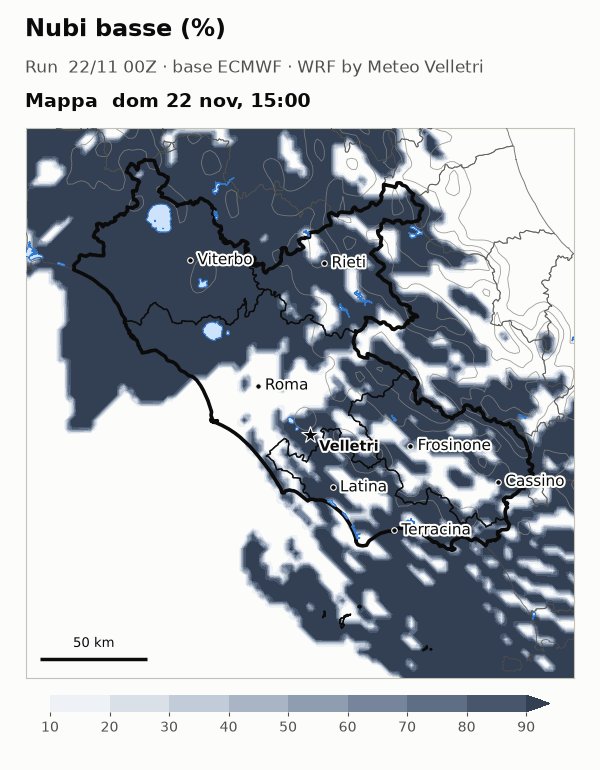 Nubi basse (%)
Run 22/11 00Z · base ECMWF · WRF by Meteo Velletri
Mappa dom 22 nov, 15:00
Viterbo
Rieti
Roma
Velletri
Frosinone
Cassino
Latina
Terracina
50 km
10 20 30 40 50 60 70 80 90